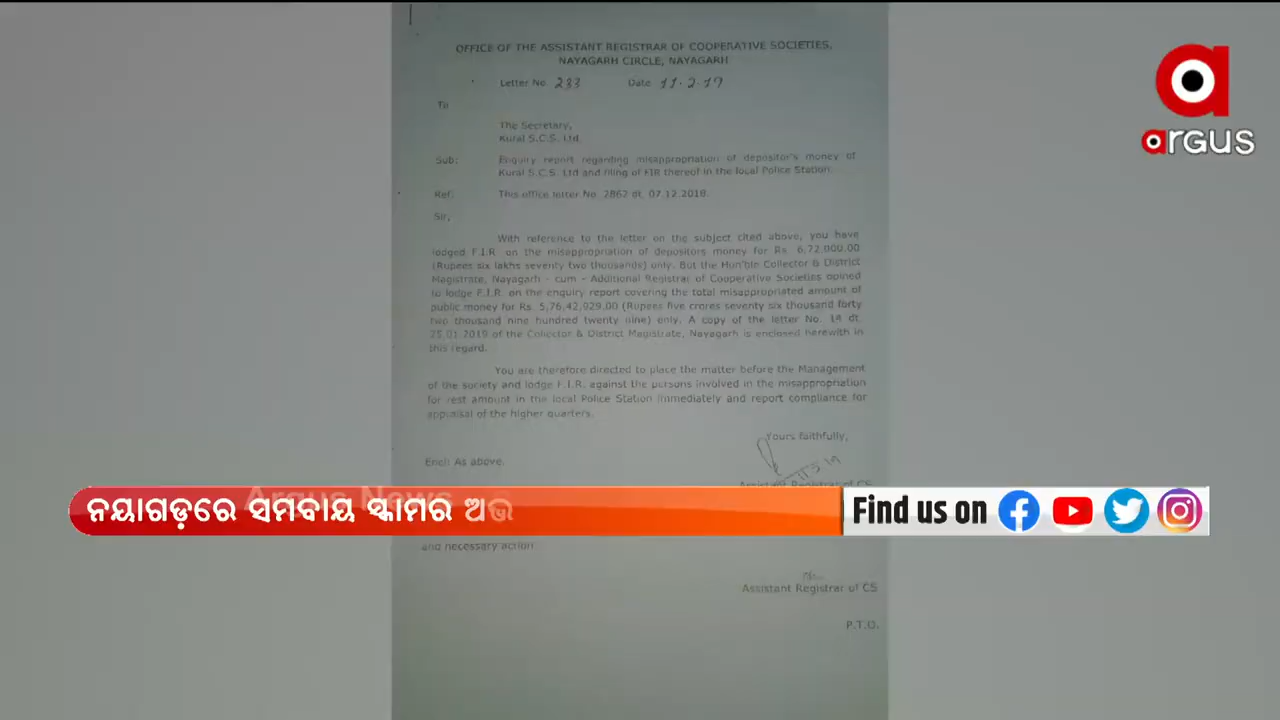 OFFICE OF THE ASSISTANT REGISTRAR OF COOPERATIVE SOCIETIES,
NAYAGARH CIRCLE, NAYAGARH
Letter No. 233 Date 11.2.19
To
The Secretary,
Kural S.C.S. Ltd.
Sub: Enquiry report regarding misappropriation of depositor's money of
Kural S.C.S. Ltd and filing of FIR thereof in the local Police Station.
Ref: This office letter No. 2862 dt. 07.12.2018.
Sir,
With reference to the letter on the subject cited above, you have
lodged F.I.R. on the misappropriation of depositors money for Rs. 6,72,000.00
(Rupees six lakhs seventy two thousands) only. But the Hon'ble Collector & District
Magistrate, Nayagarh - cum - Additional Registrar of Cooperative Societies opined
to lodge F.I.R. on the enquiry report covering the total misappropriated amount of
public money for Rs. 5,76,42,929.00 (Rupees five crores seventy six thousand forty
two thousand nine hundred twenty nine) only. A copy of the letter No. 14 dt.
25.01.2019 of the Collector & District Magistrate, Nayagarh is enclosed herewith in
this regard.
You are therefore directed to place the matter before the Management
of the society and lodge F.I.R. against the persons involved in the misappropriation
for rest amount in the local Police Station immediately and report compliance for
appraisal of the higher quarters.
Yours faithfully,
Encl: As above.
Assistant Registrar of CS
Argus News
ନୟାଗଡ଼ରେ ସମବାୟ ସ୍କାମର ଅଭ
Find us on
and necessary action
Assistant Registrar of CS
P.T.O.
argus